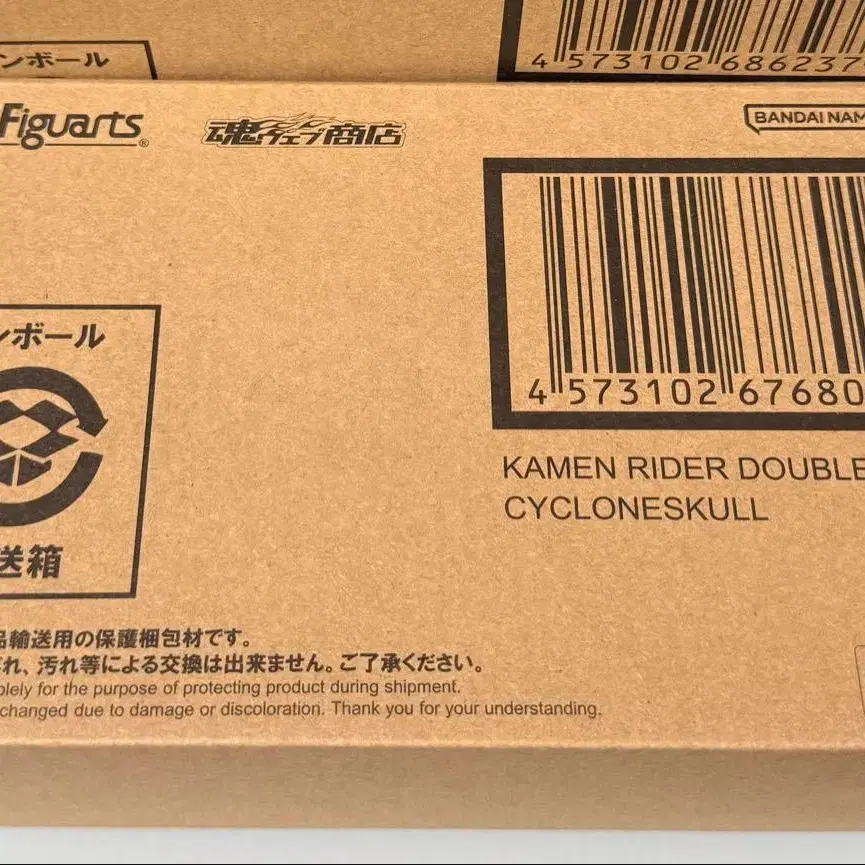 ンボール
4 573102 686237
Figuarts®
魂ウェブ商店
BANDAI NAM
4 573102 67680
ンボール
KAMEN RIDER DOUBLE
CYCLONESKULL
送箱
品輸送用の保護梱包材です。
れ、汚れ等による交換は出来ません。ご了承ください。
olely for the purpose of protecting product during shipment.
changed due to damage or discoloration. Thank you for your understanding.